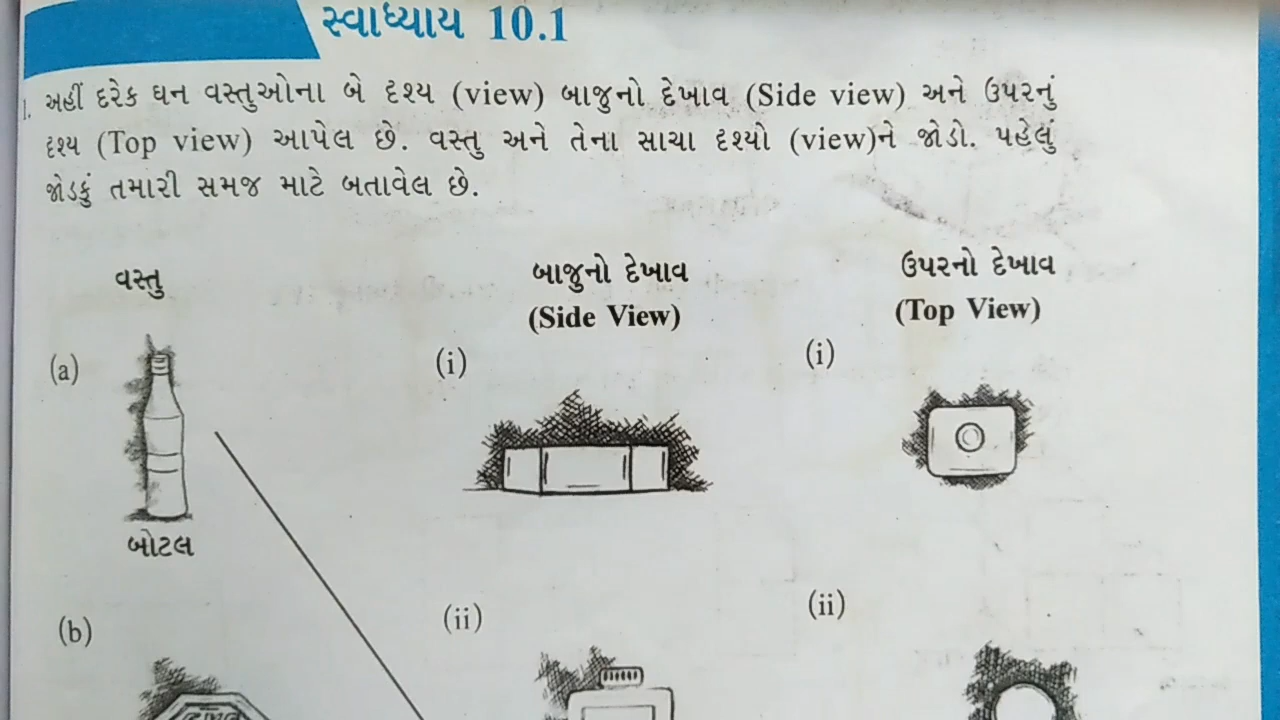 સ્વાધ્યાય 10.1
1. અહીં દરેક ઘન વસ્તુઓના બે દૃશ્ય (view) બાજુનો દેખાવ (Side view) અને ઉપરનું
દૃશ્ય (Top view) આપેલ છે. વસ્તુ અને તેના સાચા દૃશ્યો (view)ને જોડો. પહેલું
જોડકું તમારી સમજ માટે બતાવેલ છે.
વસ્તુ
બાજુનો દેખાવ
ઉપરનો દેખાવ
(Side View)
(Top View)
(a)
(i)
(i)
બોટલ
(b)
(ii)
(ii)